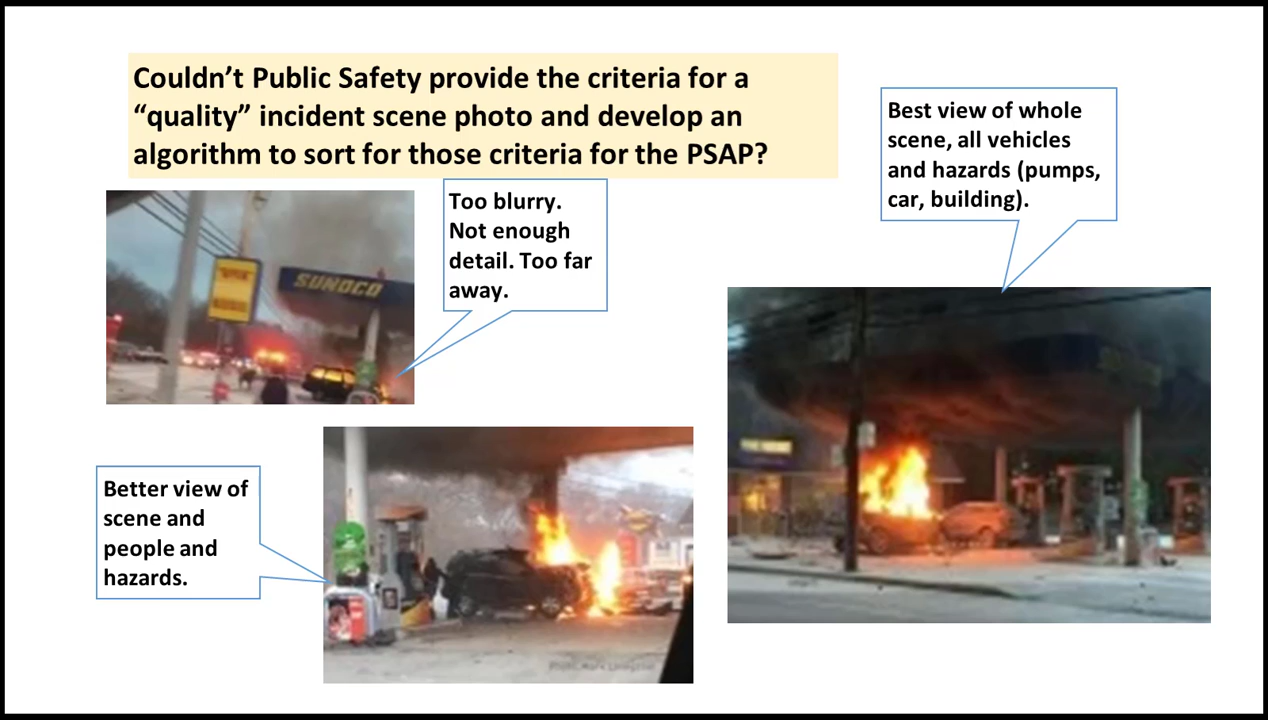 Couldn’t Public Safety provide the criteria for a
“quality” incident scene photo and develop an
algorithm to sort for those criteria for the PSAP?
Best view of whole
scene, all vehicles
and hazards (pumps,
car, building).
Too blurry.
Not enough
detail. Too far
away.
SUNOCO
Better view of
scene and
people and
hazards.